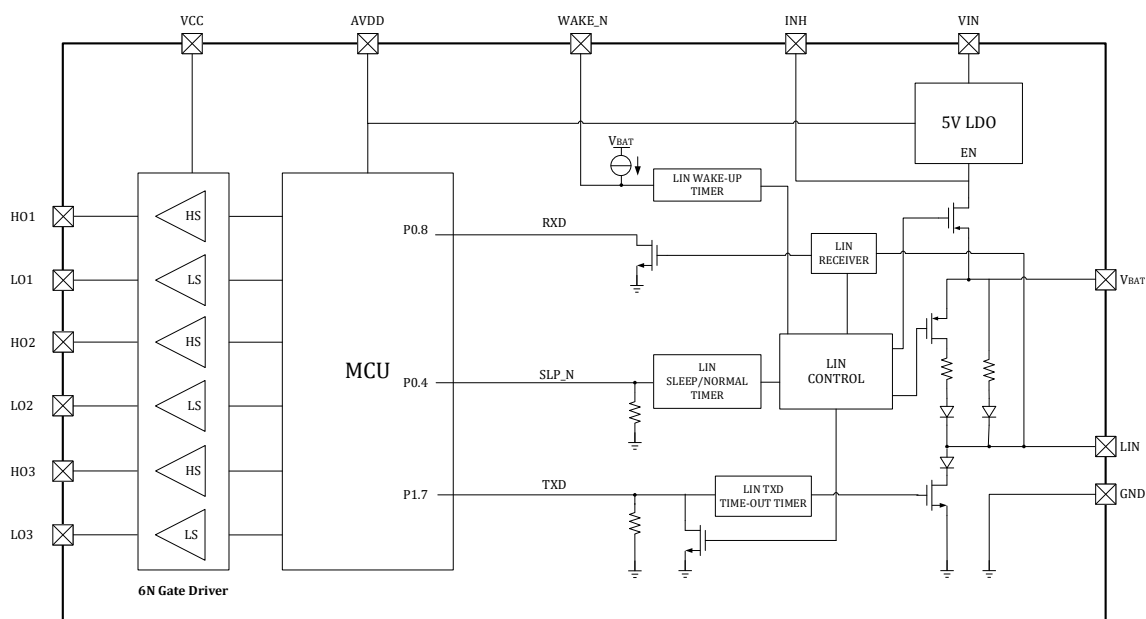 VCC
AVDD
WAKE_N
INH
VIN
5V LDO
EN
VBAT
LIN WAKE-UP
TIMER
HO1
HS
P0.8
RXD
LIN
RECEIVER
LO1
LS
VBAT
HO2
HS
MCU
LIN
CONTROL
P0.4
SLP_N
LIN
SLEEP/NORMAL
TIMER
LO2
LS
LIN
HO3
HS
P1.7
TXD
LIN TXD
TIME-OUT TIMER
GND
LO3
LS
6N Gate Driver